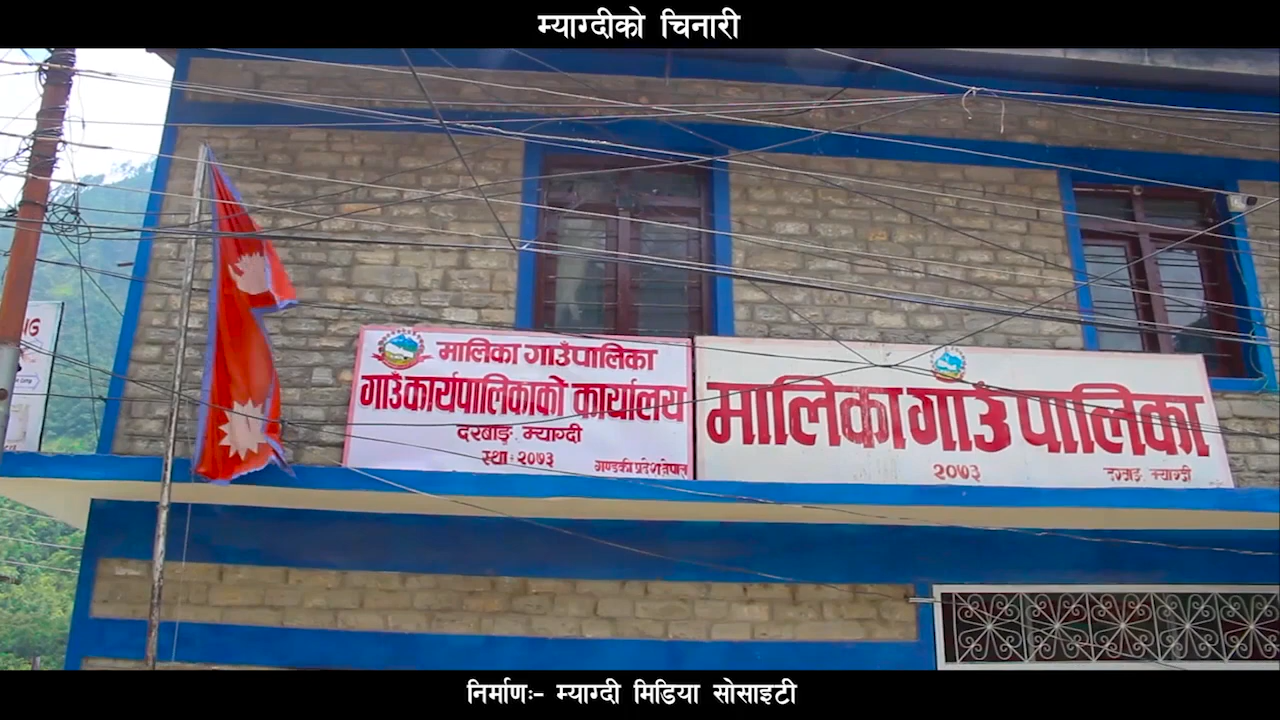 म्याग्दीको चिनारी
मालिका गाउँपालिका
गाउँकार्यपालिकाको कार्यालय
दरबाङ, म्याग्दी
स्था : २०७३
गण्डकी प्रदेश, नेपाल
मालिका गाउँपालिका
२०७३
दरबाङ, म्याग्दी
निर्माणः- म्याग्दी मिडिया सोसाइटी